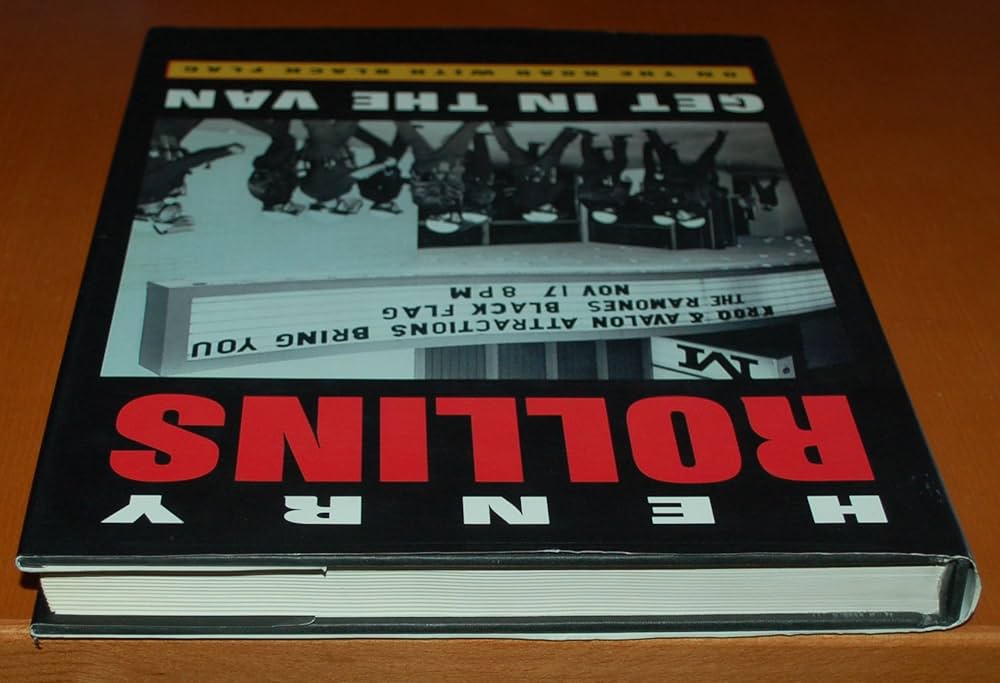 HENRY
ROLLINS
M
KROQ & AVALON ATTRACTIONS BRING YOU
THE RAMONES BLACK FLAG
NOV 17 8PM
GET IN THE VAN
ON THE ROAD WITH BLACK FLAG